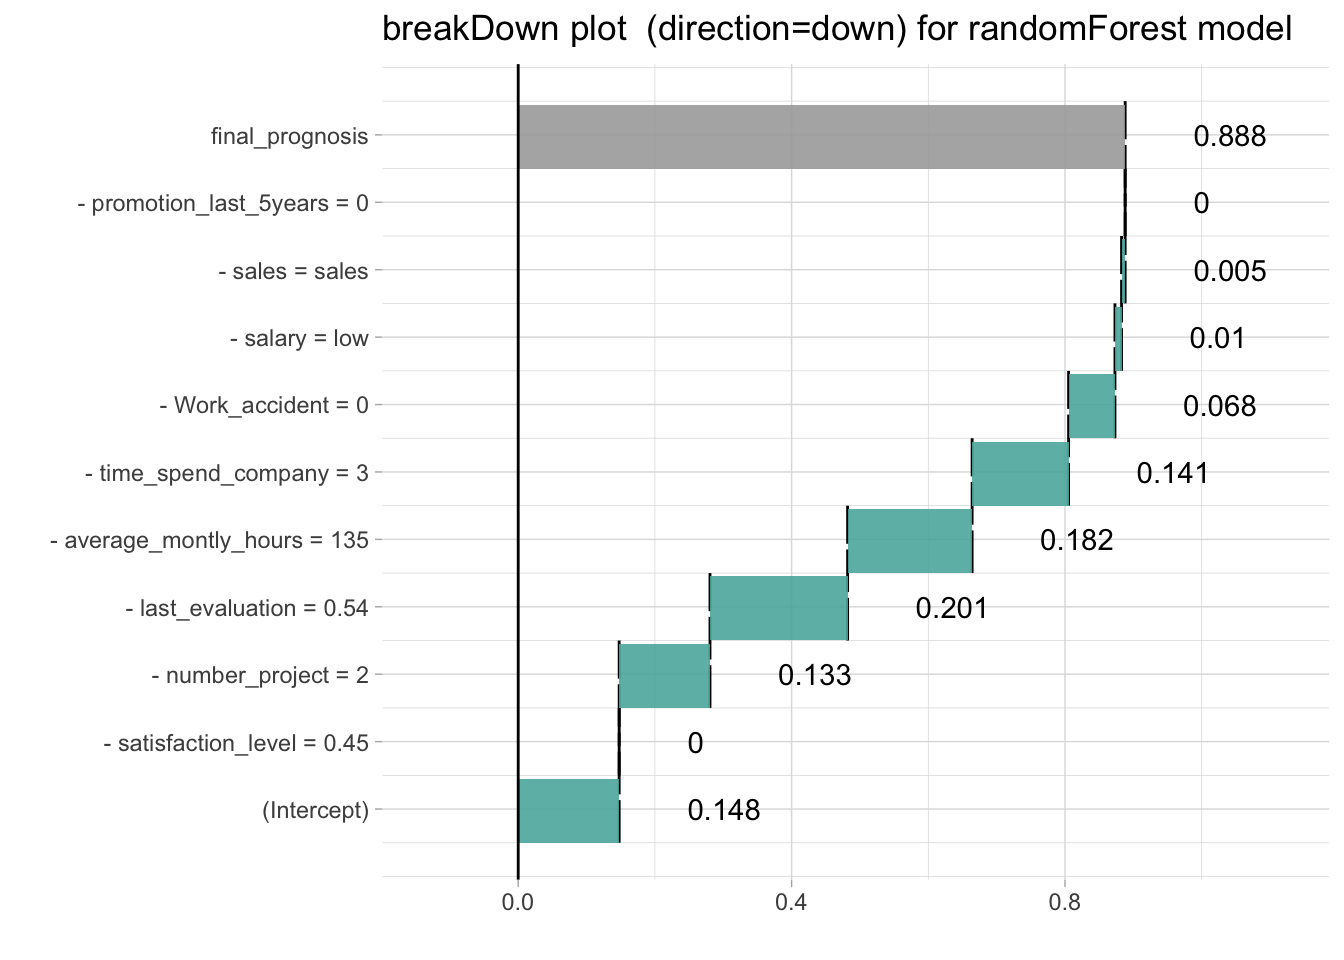 breakDown plot  (direction=down) for randomForest model
final_prognosis 0.888
- promotion_last_5years = 0 0
- sales = sales 0.005
- salary = low 0.01
- Work_accident = 0 0.068
- time_spend_company = 3 0.141
- average_montly_hours = 135 0.182
- last_evaluation = 0.54 0.201
- number_project = 2 0.133
- satisfaction_level = 0.45 0
(Intercept) 0.148
0.0 0.4 0.8